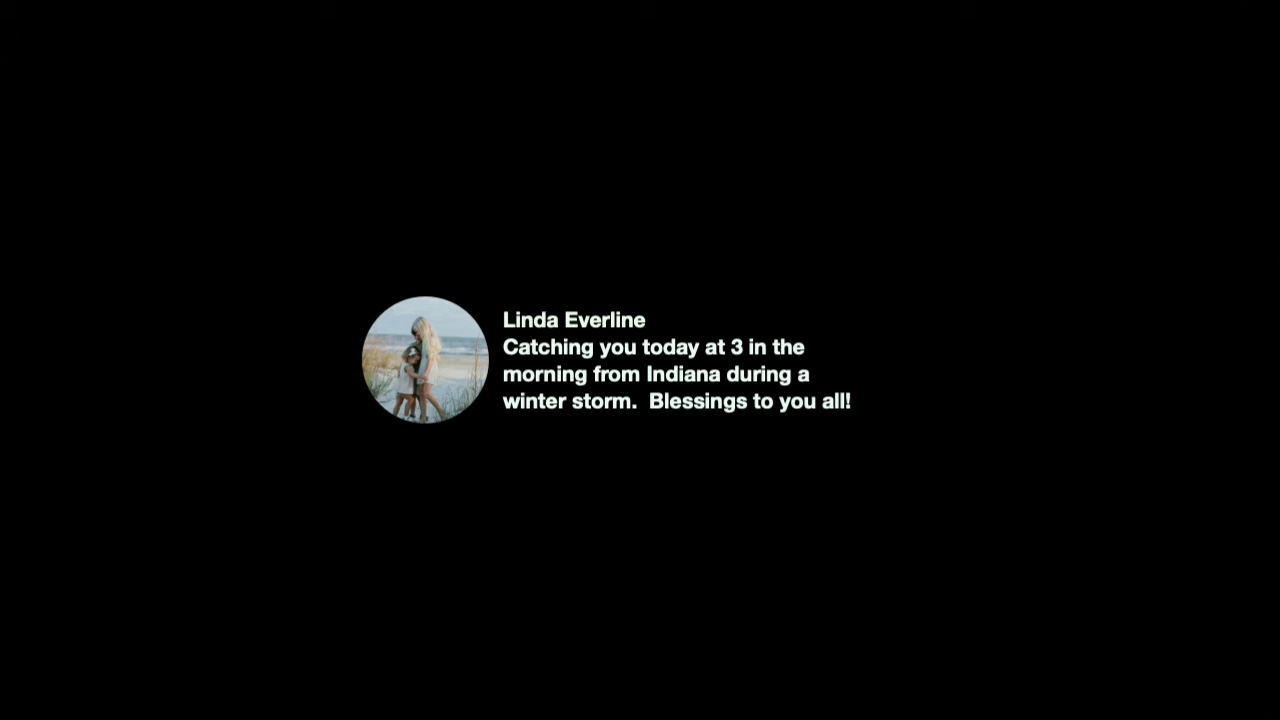 Linda Everline
Catching you today at 3 in the
morning from Indiana during a
winter storm.  Blessings to you all!